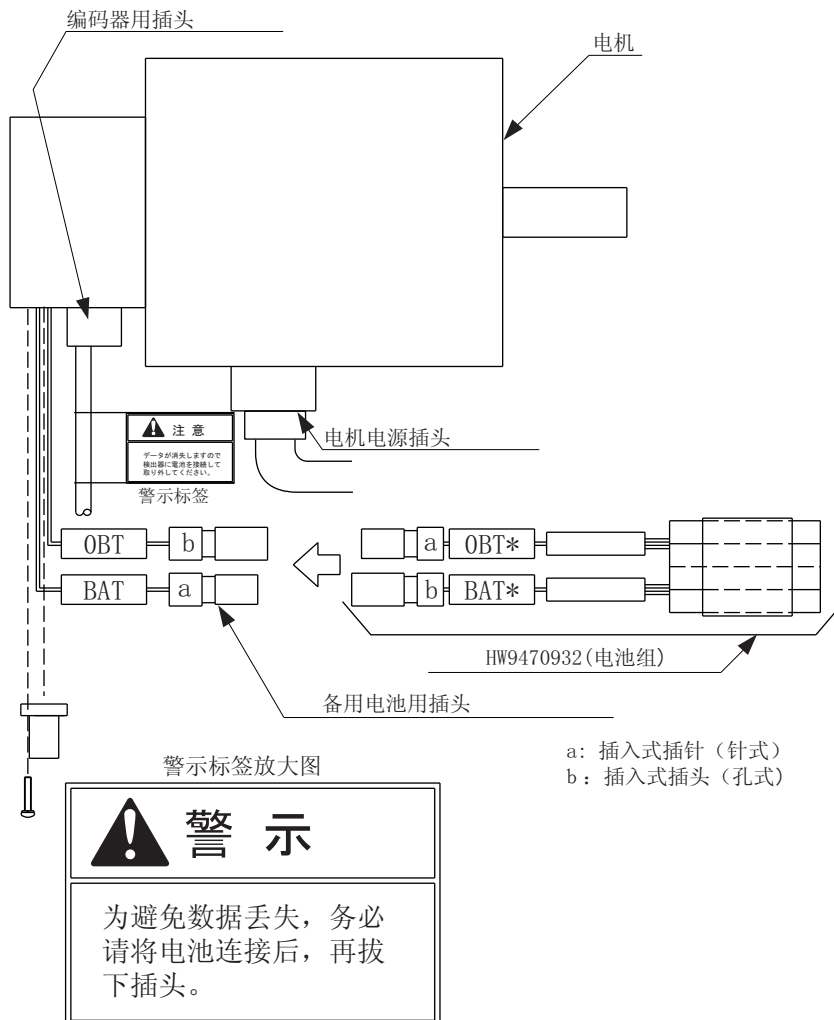 编码器用插头
电机
注 意
データが消失しますので
検出器に電池を接続して
取り外してください。
警示标签
电机电源插头
0BT
b
a
0BT*
BAT
a
b
BAT*
HW9470932(电池组)
备用电池用插头
a: 插入式插针（针式）
b: 插入式插头（孔式）
警示标签放大图
警 示
为避免数据丢失，务必
请将电池连接后，再拔
下插头。